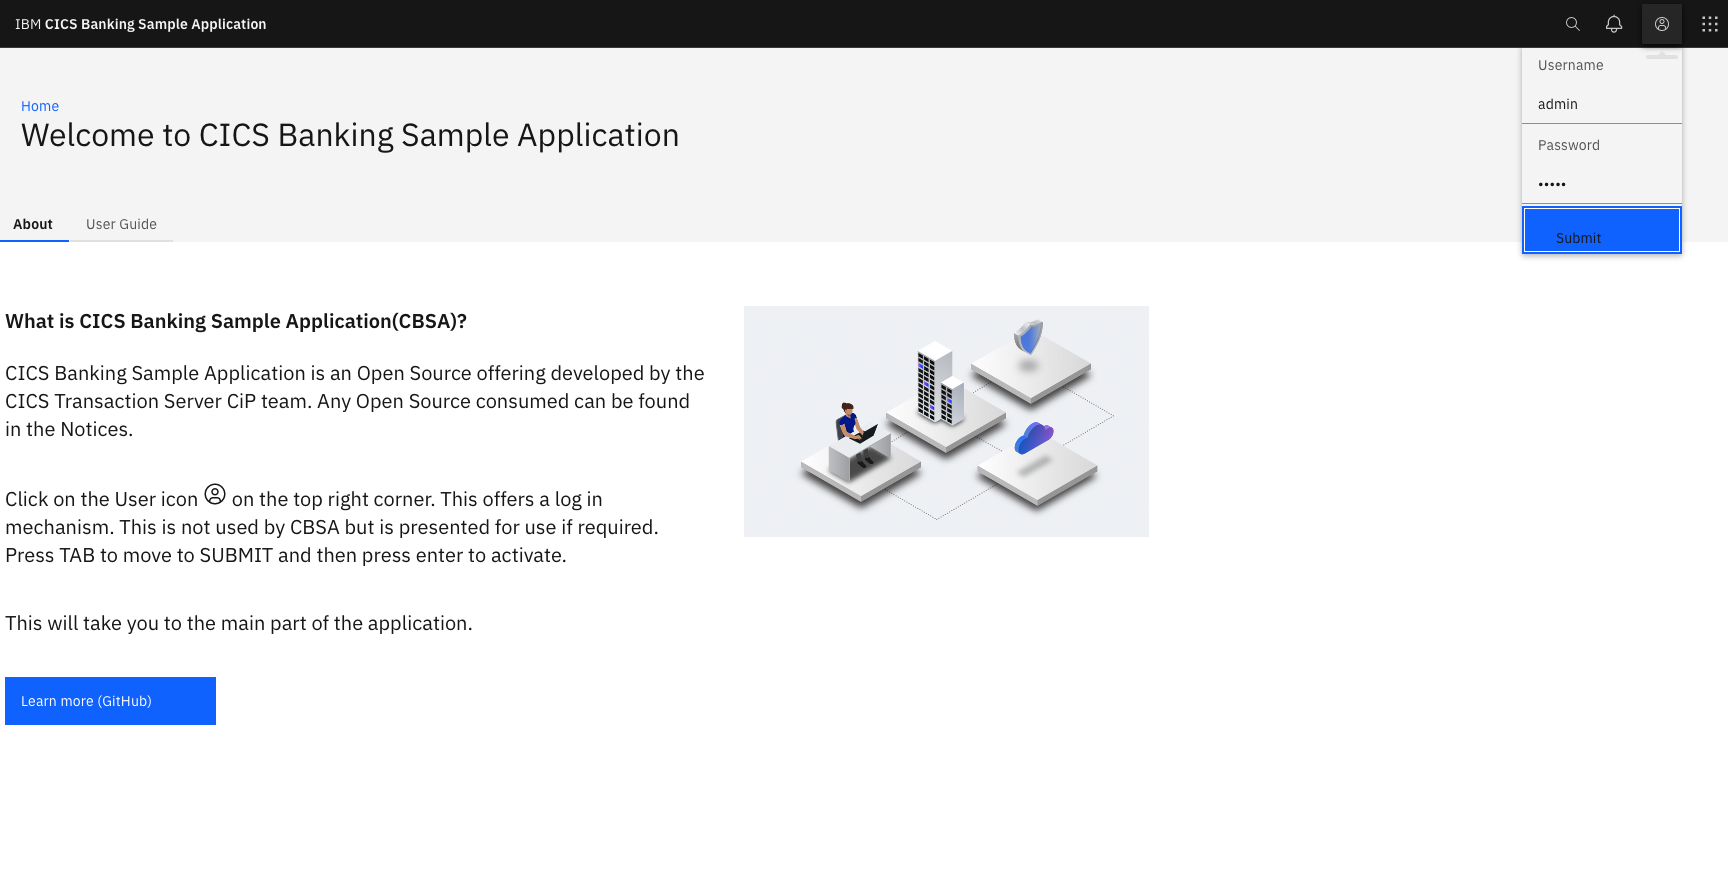 IBM CICS Banking Sample Application
Username
admin
Password
•••••
Submit
Home
Welcome to CICS Banking Sample Application
About
User Guide
What is CICS Banking Sample Application(CBSA)?
CICS Banking Sample Application is an Open Source offering developed by the
CICS Transaction Server CiP team. Any Open Source consumed can be found
in the Notices.
Click on the User icon on the top right corner. This offers a log in
mechanism. This is not used by CBSA but is presented for use if required.
Press TAB to move to SUBMIT and then press enter to activate.
This will take you to the main part of the application.
Learn more (GitHub)